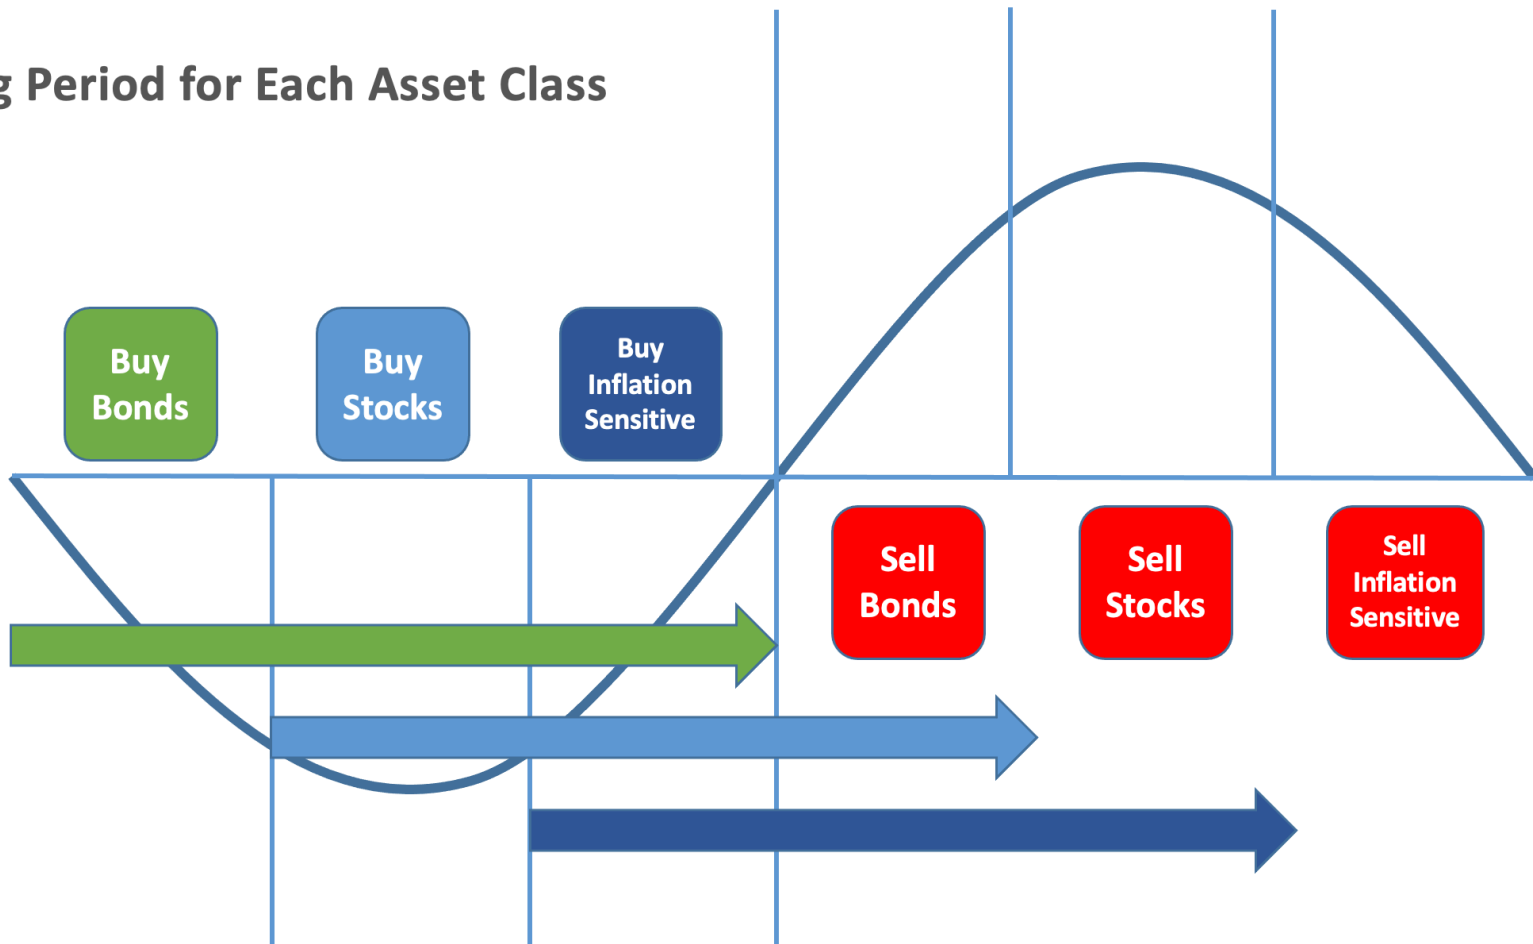 g Period for Each Asset Class
Buy
Bonds
Buy
Stocks
Buy
Inflation
Sensitive
Sell
Bonds
Sell
Stocks
Sell
Inflation
Sensitive